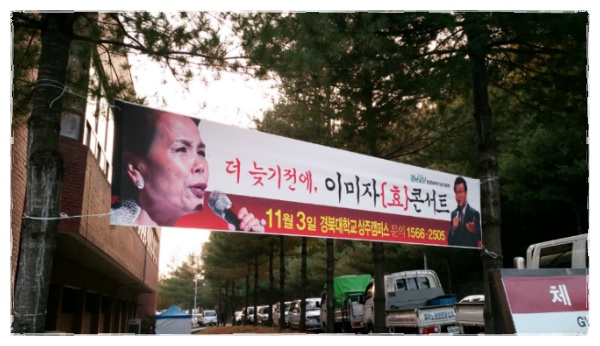 더 늦기전에, 이미자{효}콘서트
11월 3일 경북대학교 상주캠퍼스 문의 1566-2505
체